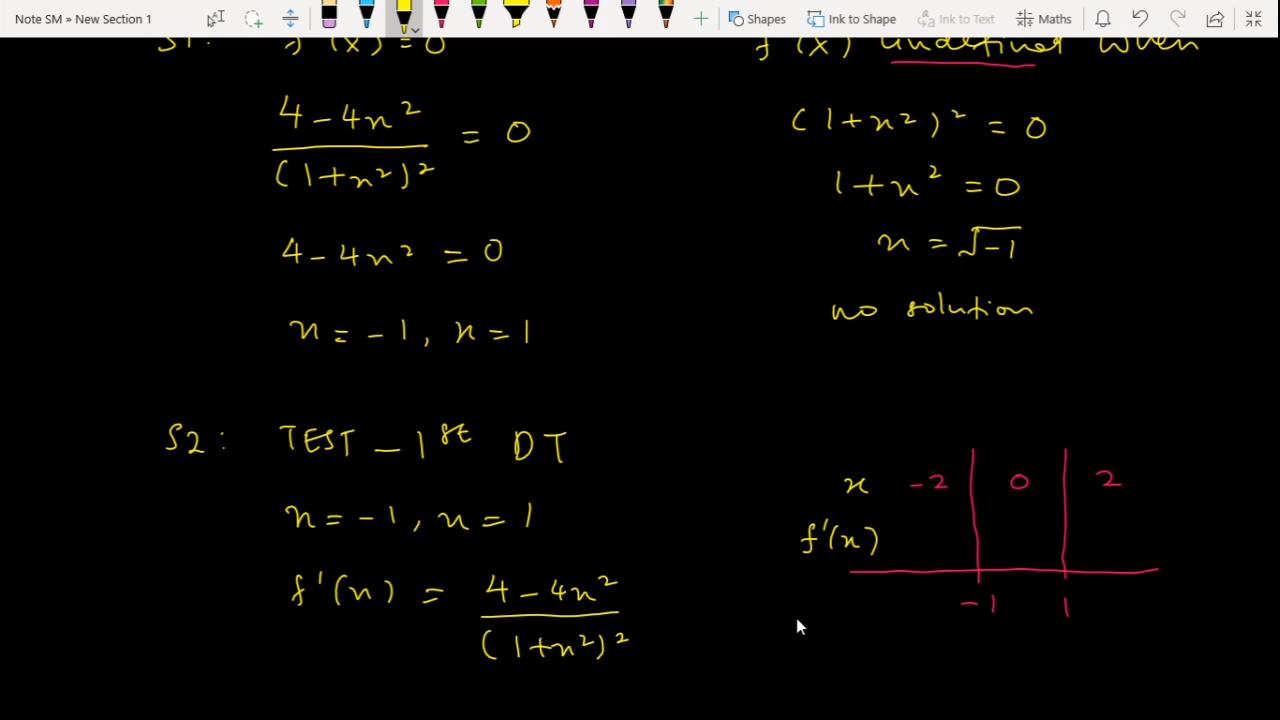 Note SM » New Section 1
Shapes Ink to Shape Ink to Text Maths
S1: f'(x) = 0
4 - 4x²
(1+x²)² = 0
4 - 4x² = 0
x = -1, x = 1
f'(x) undefined when
(1+x²)² = 0
1+x² = 0
x = √-1
no solution
S2: TEST - 1st DT
x = -1, x = 1
f'(x) = 4 - 4x²
(1+x²)²
x -2 0 2
f'(x)
-1 1